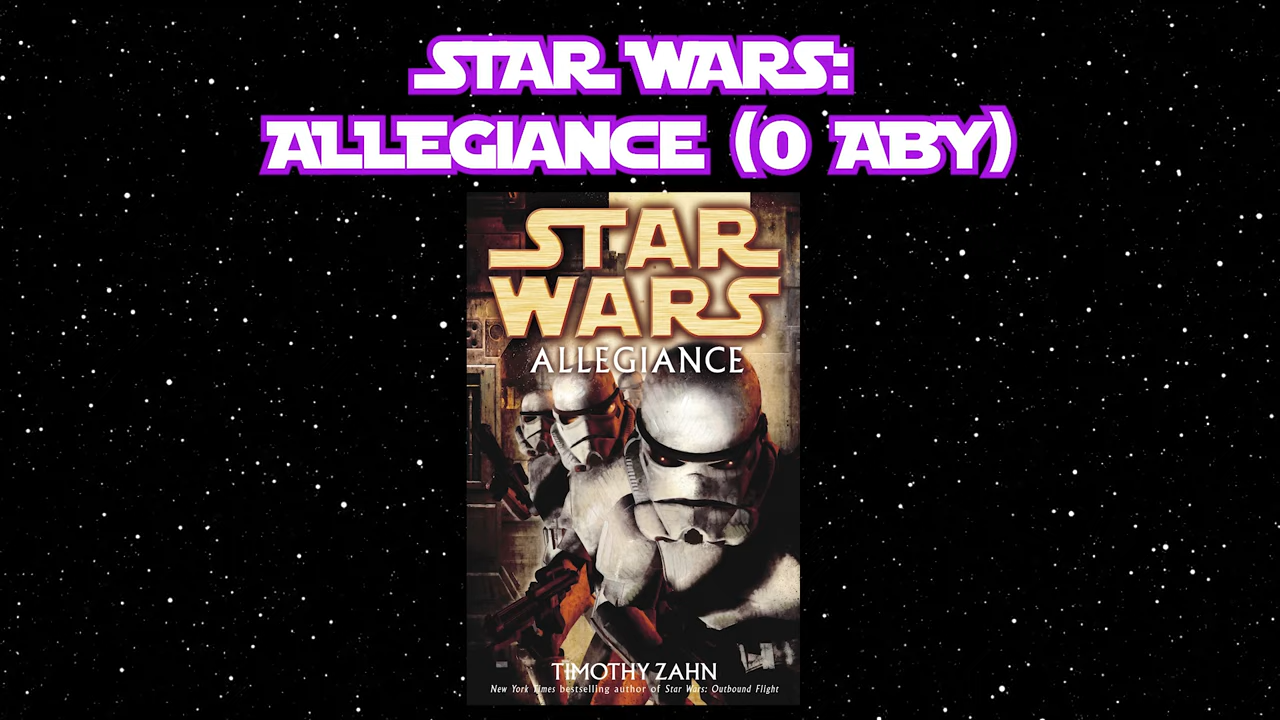 STAR WARS:
ALLEGIANCE (0 ABY)
STAR
WARS
ALLEGIANCE
TIMOTHY ZAHN
New York Times bestselling author of Star Wars: Outbound Flight